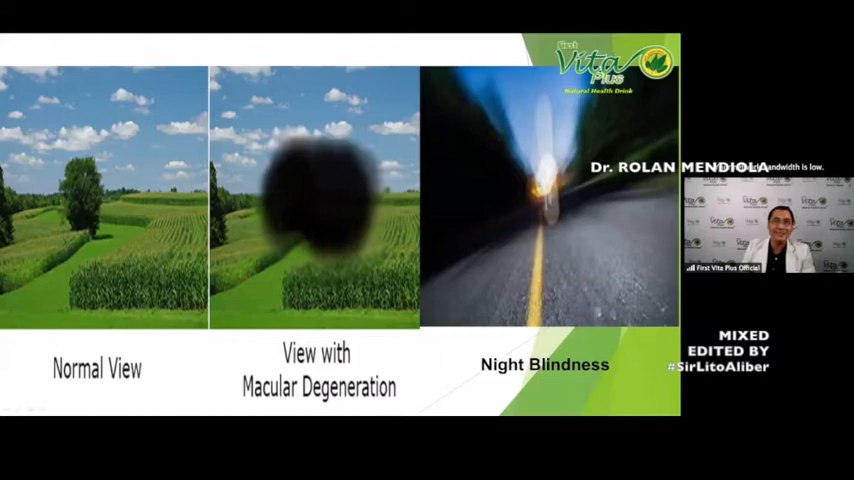 First
Vita
Plus
Natural Health Drink
Dr. ROLAN MENDIOLA
bandwidth is low.
First Vita Plus Official
Normal View
View with
Macular Degeneration
Night Blindness
MIXED
EDITED BY
#SirLitoAliber